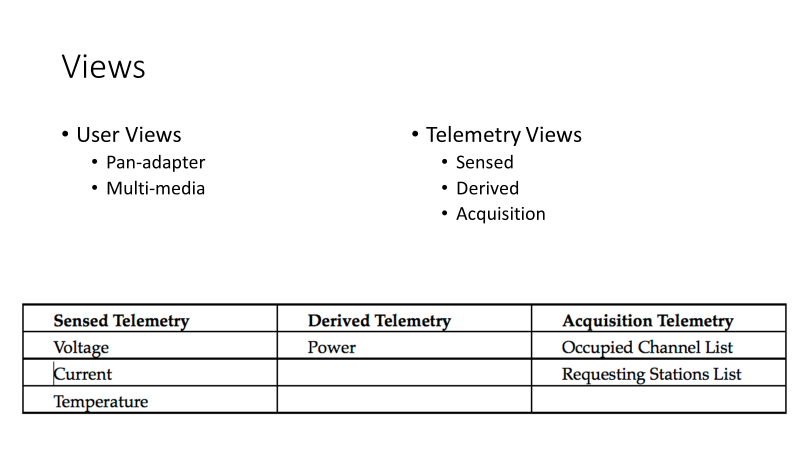 Views
• User Views
• Pan-adapter
• Multi-media
• Telemetry Views
• Sensed
• Derived
• Acquisition
Sensed Telemetry Derived Telemetry Acquisition Telemetry
Voltage Power Occupied Channel List
Current Requesting Stations List
Temperature